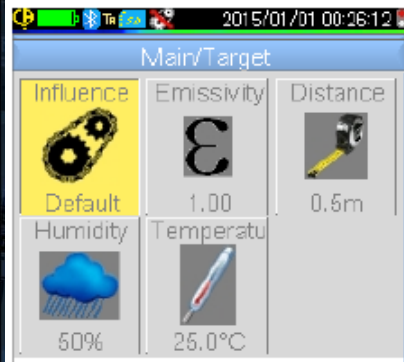 2015/01/01 00:26:12
Main/Target
Influence Emissivity Distance
ε
Default 1.00 0.5m
Humidity Temperatu
50% 25.0°C